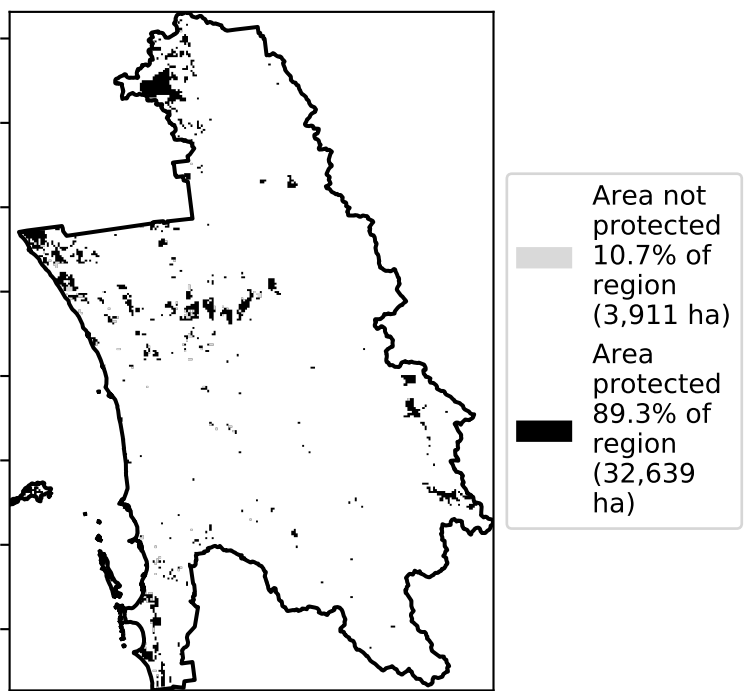 Area not
protected
10.7% of
region
(3,911 ha)
Area
protected
89.3% of
region
(32,639
ha)